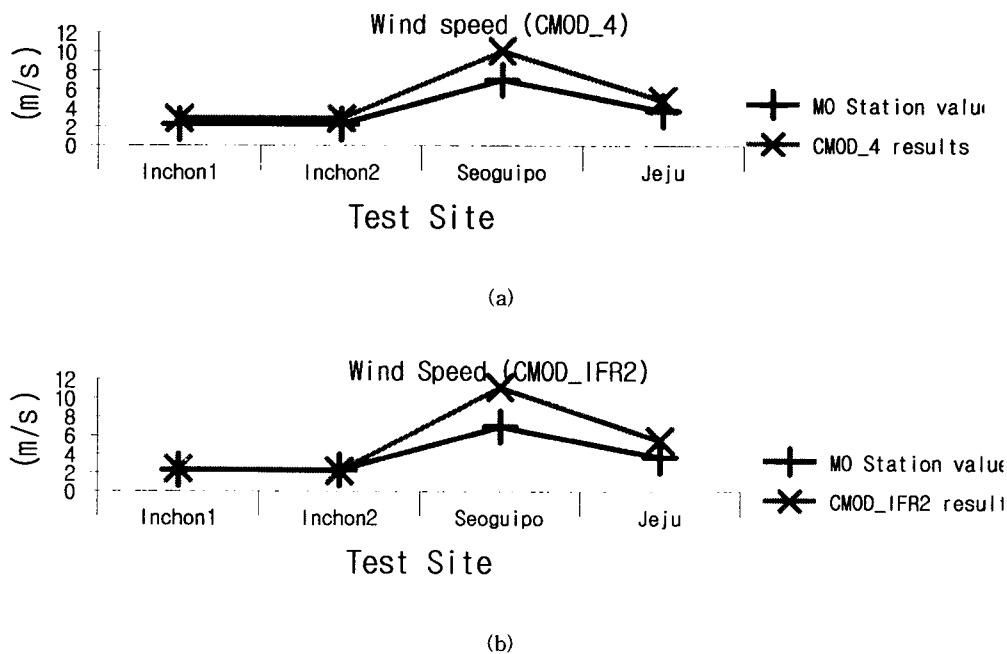 Wind speed (CMOD_4)
(m/s)
12
10
8
6
4
2
0
Inchon1 Inchon2 Seoguipo Jeju
Test Site
MO Station valu
CMOD_4 results
(a)
Wind Speed (CMOD_IFR2)
(m/s)
12
10
8
6
4
2
0
Inchon1 Inchon2 Seoguipo Jeju
Test Site
MO Station value
CMOD_IFR2 resul
(b)